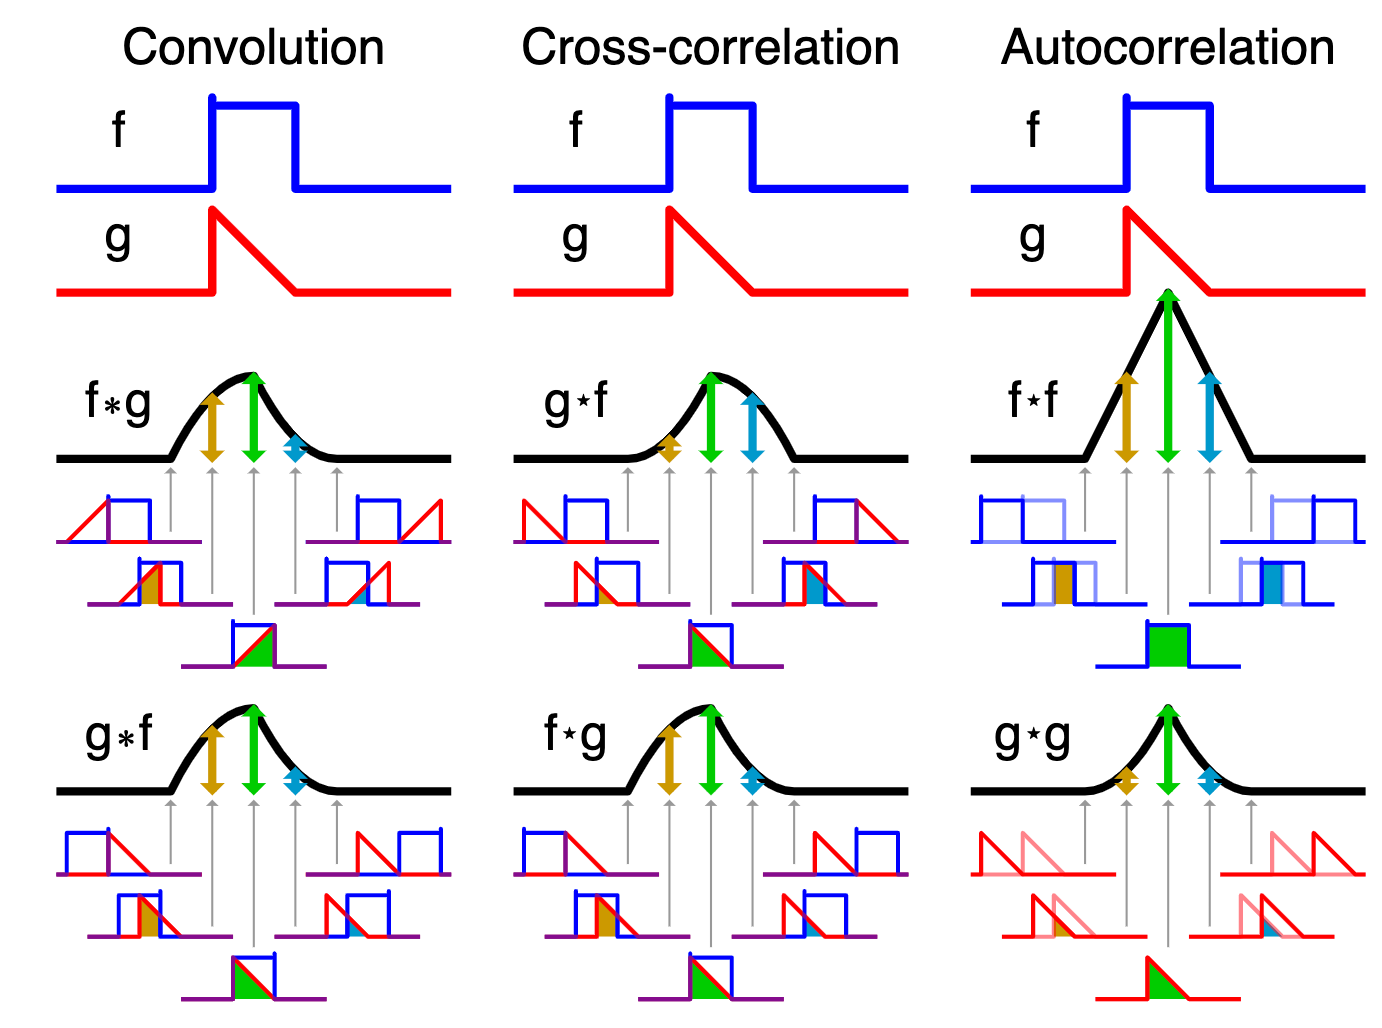 Convolution Cross-correlation Autocorrelation
f f f
g g g
f∗g g⋆f f⋆f
g∗f f⋆g g⋆g